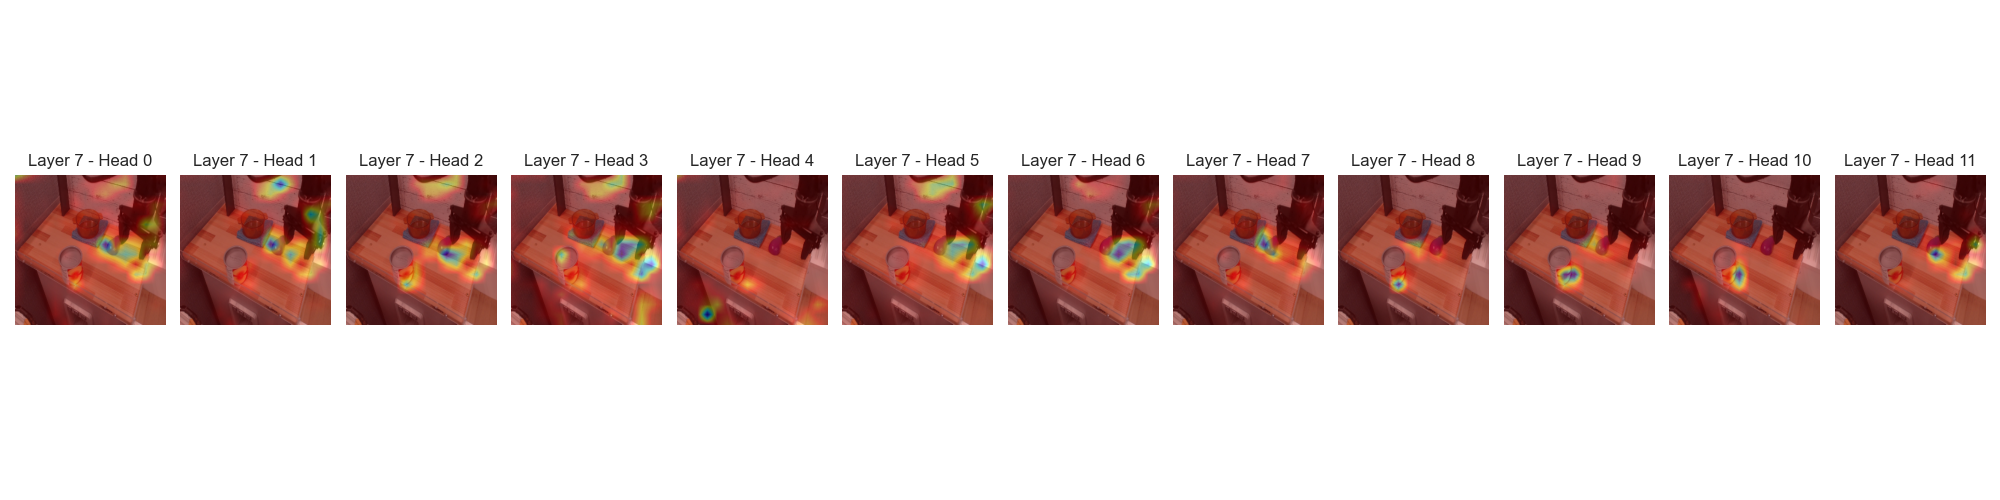 Layer 7 - Head 0
Layer 7 - Head 1
Layer 7 - Head 2
Layer 7 - Head 3
Layer 7 - Head 4
Layer 7 - Head 5
Layer 7 - Head 6
Layer 7 - Head 7
Layer 7 - Head 8
Layer 7 - Head 9
Layer 7 - Head 10
Layer 7 - Head 11